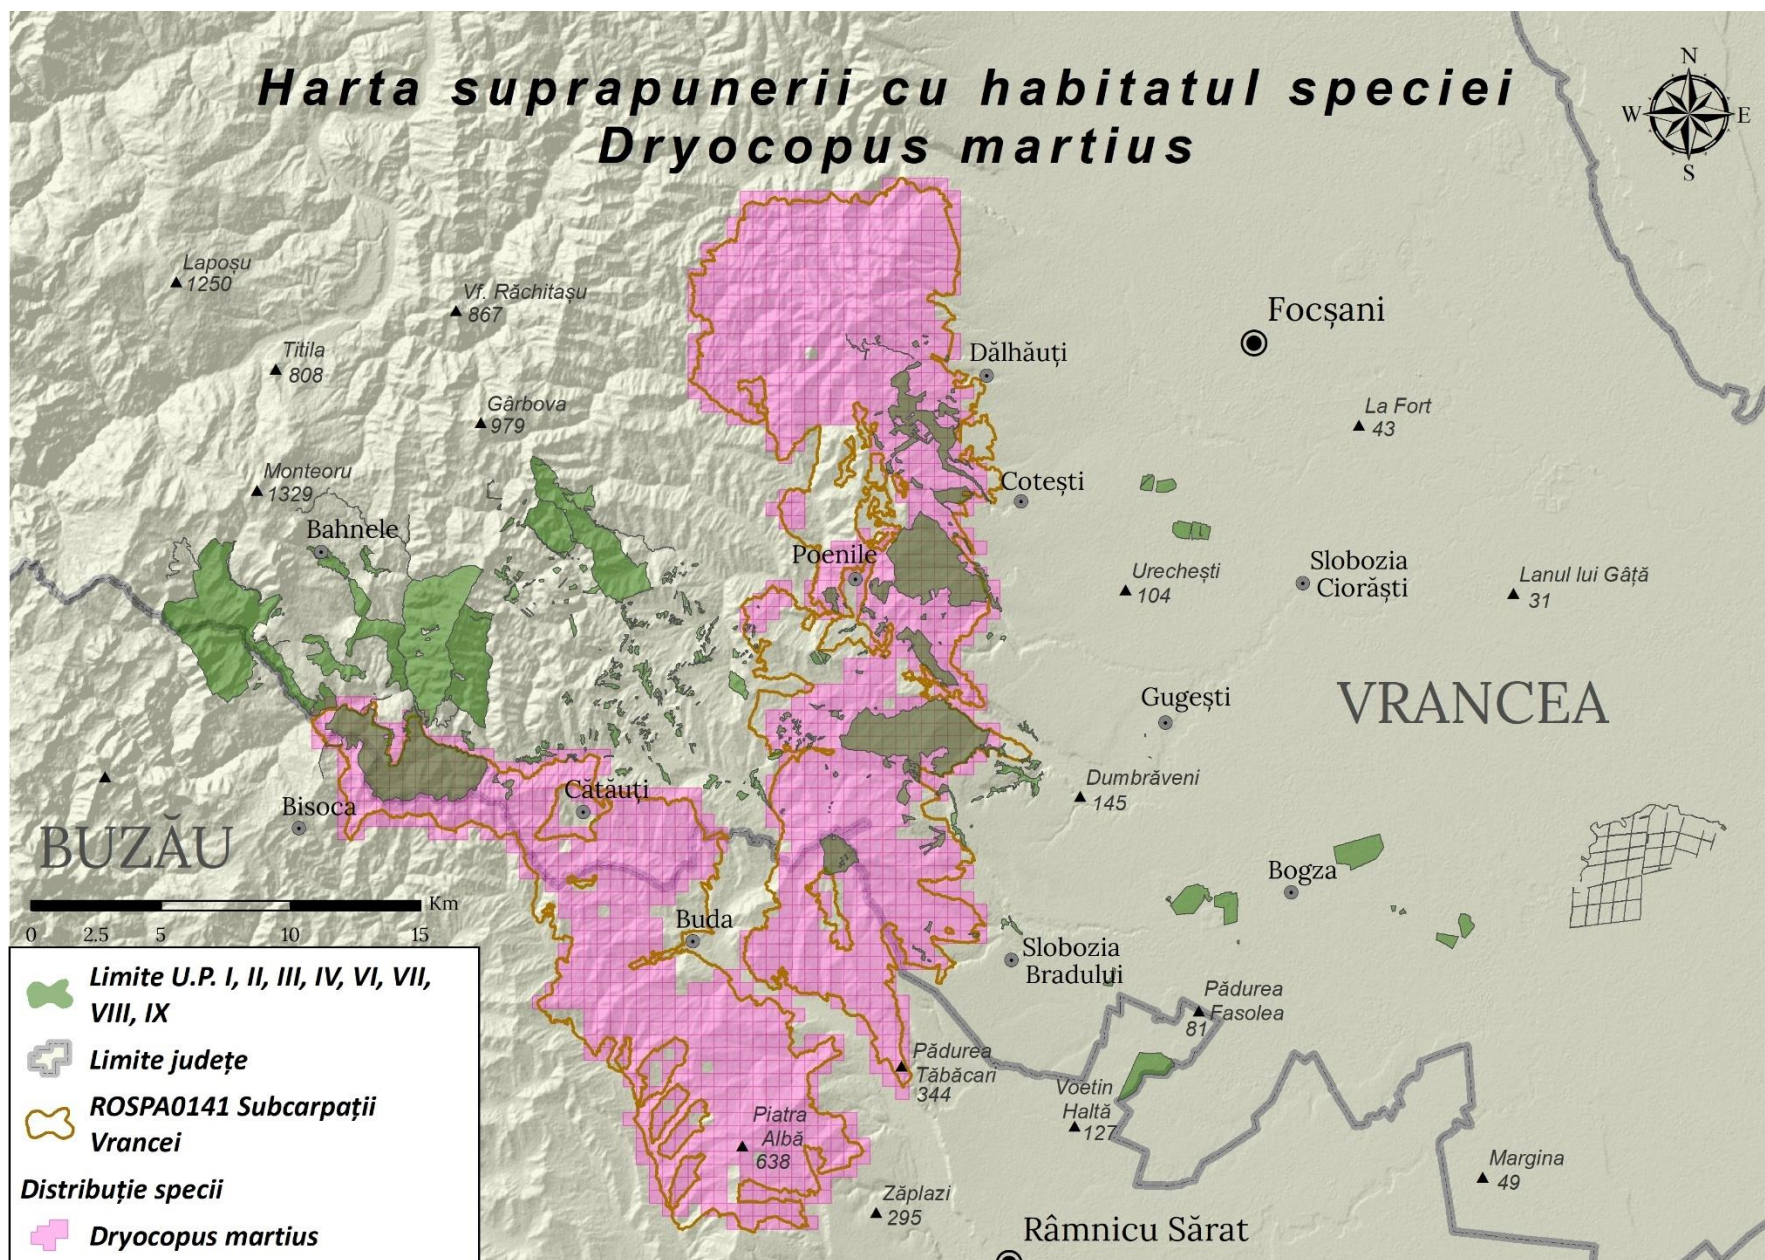 Harta suprapunerii cu habitatul speciei
Dryocopus martius
N
W E
S
Lapoșu
1250
Vf. Răchitașu
867
Focșani
Titila
808
Dălhăuți
Gârbova
979
La Fort
43
Monteoru
1329
Cotești
Bahnele
Poenile
Urechești
104
Slobozia
Ciorăști
Lanul lui Gâță
31
Gugești
VRANCEA
Dumbrăveni
145
Cătăuți
Bisoca
BUZĂU
Bogza
Km
0 2.5 5 10 15
Buda
Slobozia
Bradului
Pădurea
Fasolea
81
Pădurea
Tăbăcari
344
Voetin
Haltă
127
Piatra
Albă
638
Margina
49
Zăplazi
295
Râmnicu Sărat
Limite U.P. I, II, III, IV, VI, VII,
VIII, IX
Limite județe
ROSPA0141 Subcarpații
Vrancei
Distribuție specii
Dryocopus martius